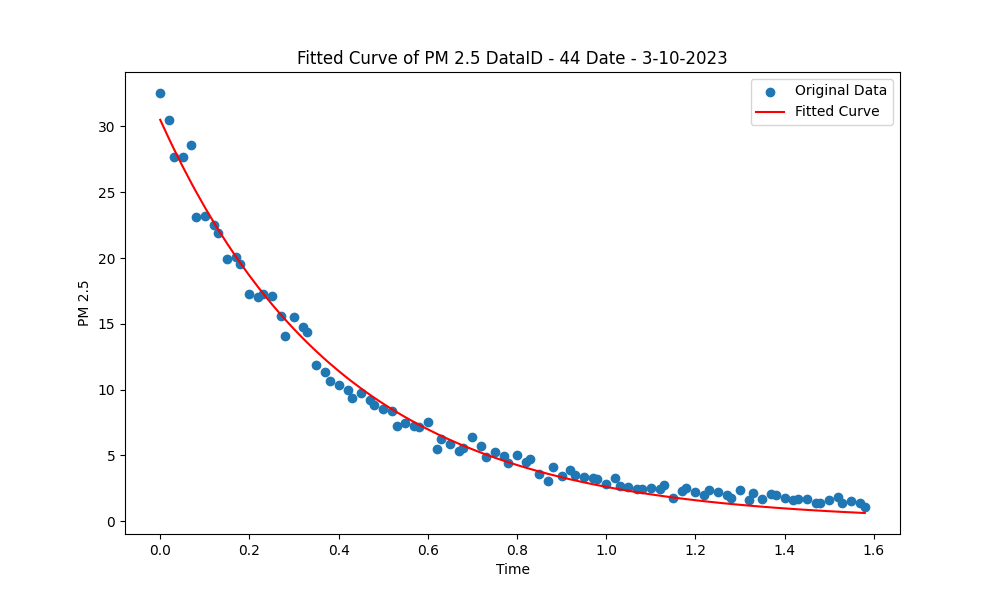 Fitted Curve of PM 2.5 DataID - 44 Date - 3-10-2023
Original Data
Fitted Curve
30
25
20
15
10
5
0
PM 2.5
0.0 0.2 0.4 0.6 0.8 1.0 1.2 1.4 1.6
Time